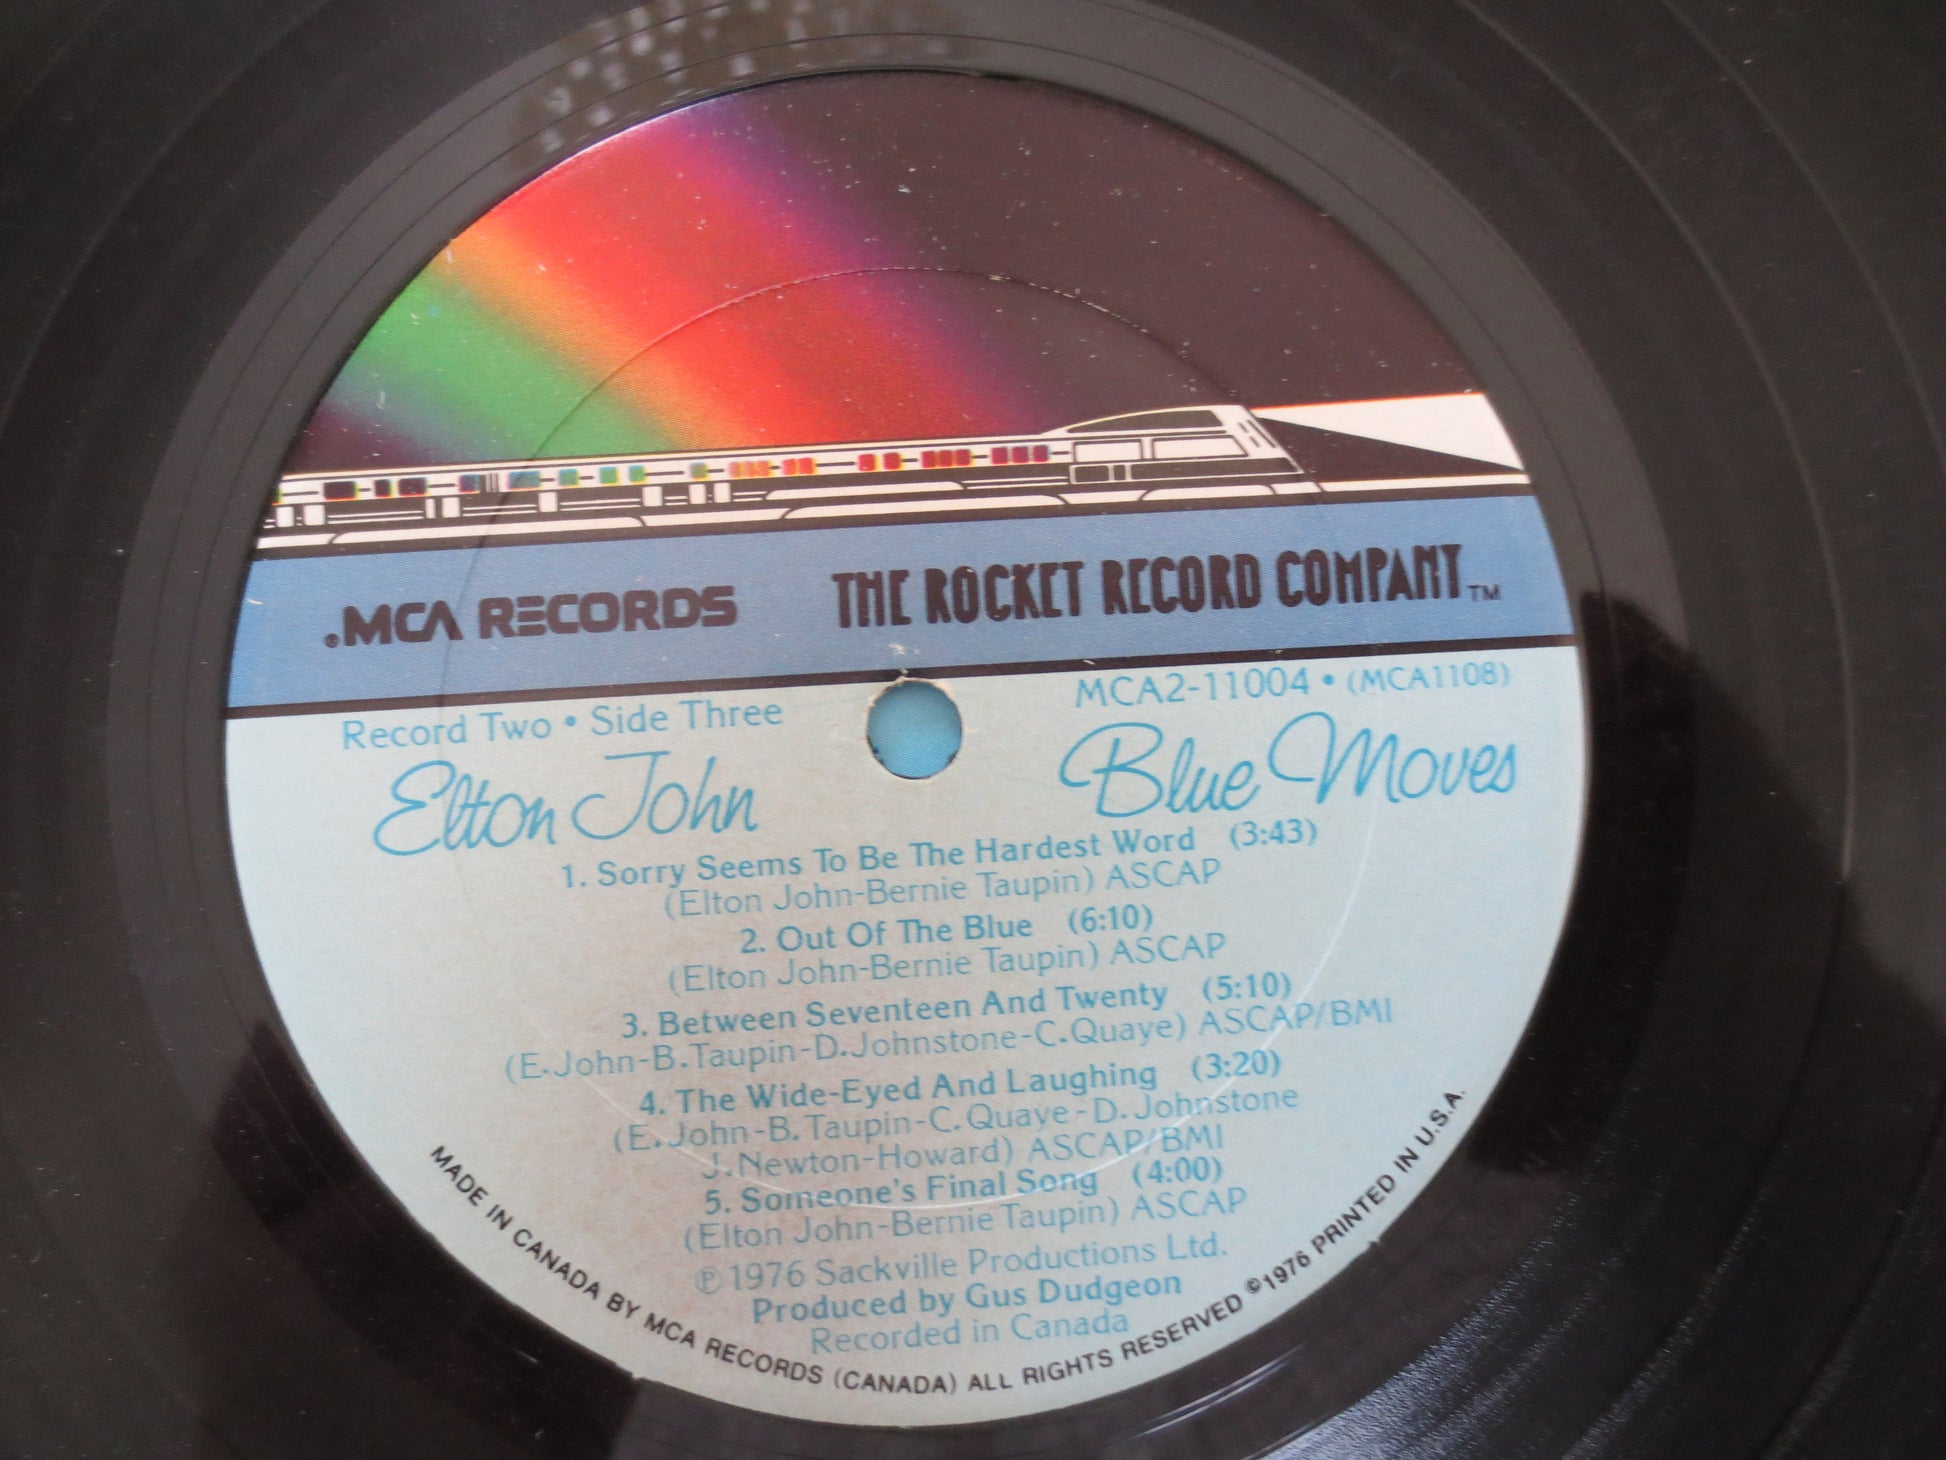 ®.MCA RECORDS THE ROCKET RECORD COMPANY TM
Record Two • Side Three MCA2-11004 • (MCA1108)
Elton John Blue Moves
1. Sorry Seems To Be The Hardest Word (3:43)
(Elton John-Bernie Taupin) ASCAP
2. Out Of The Blue (6:10)
(Elton John-Bernie Taupin) ASCAP
3. Between Seventeen And Twenty (5:10)
(E.John-B.Taupin-D.Johnstone-C.Quaye) ASCAP/BMI
4. The Wide-Eyed And Laughing (3:20)
(E.John-B.Taupin-C.Quaye-D.Johnstone
J.Newton-Howard) ASCAP/BMI
5. Someone's Final Song (4:00)
(Elton John-Bernie Taupin) ASCAP
℗ 1976 Sackville Productions Ltd.
Produced by Gus Dudgeon
Recorded in Canada
MADE IN CANADA BY MCA RECORDS (CANADA) ALL RIGHTS RESERVED © 1976 PRINTED IN U.S.A.